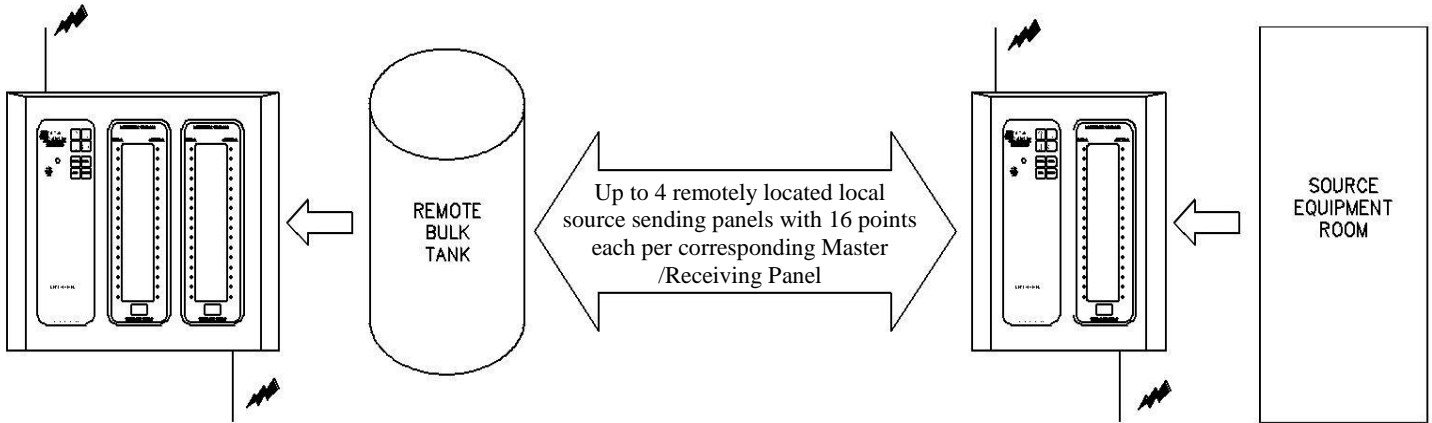 REMOTE
BULK
TANK
Up to 4 remotely located local
source sending panels with 16 points
each per corresponding Master
/Receiving Panel
SOURCE
EQUIPMENT
ROOM